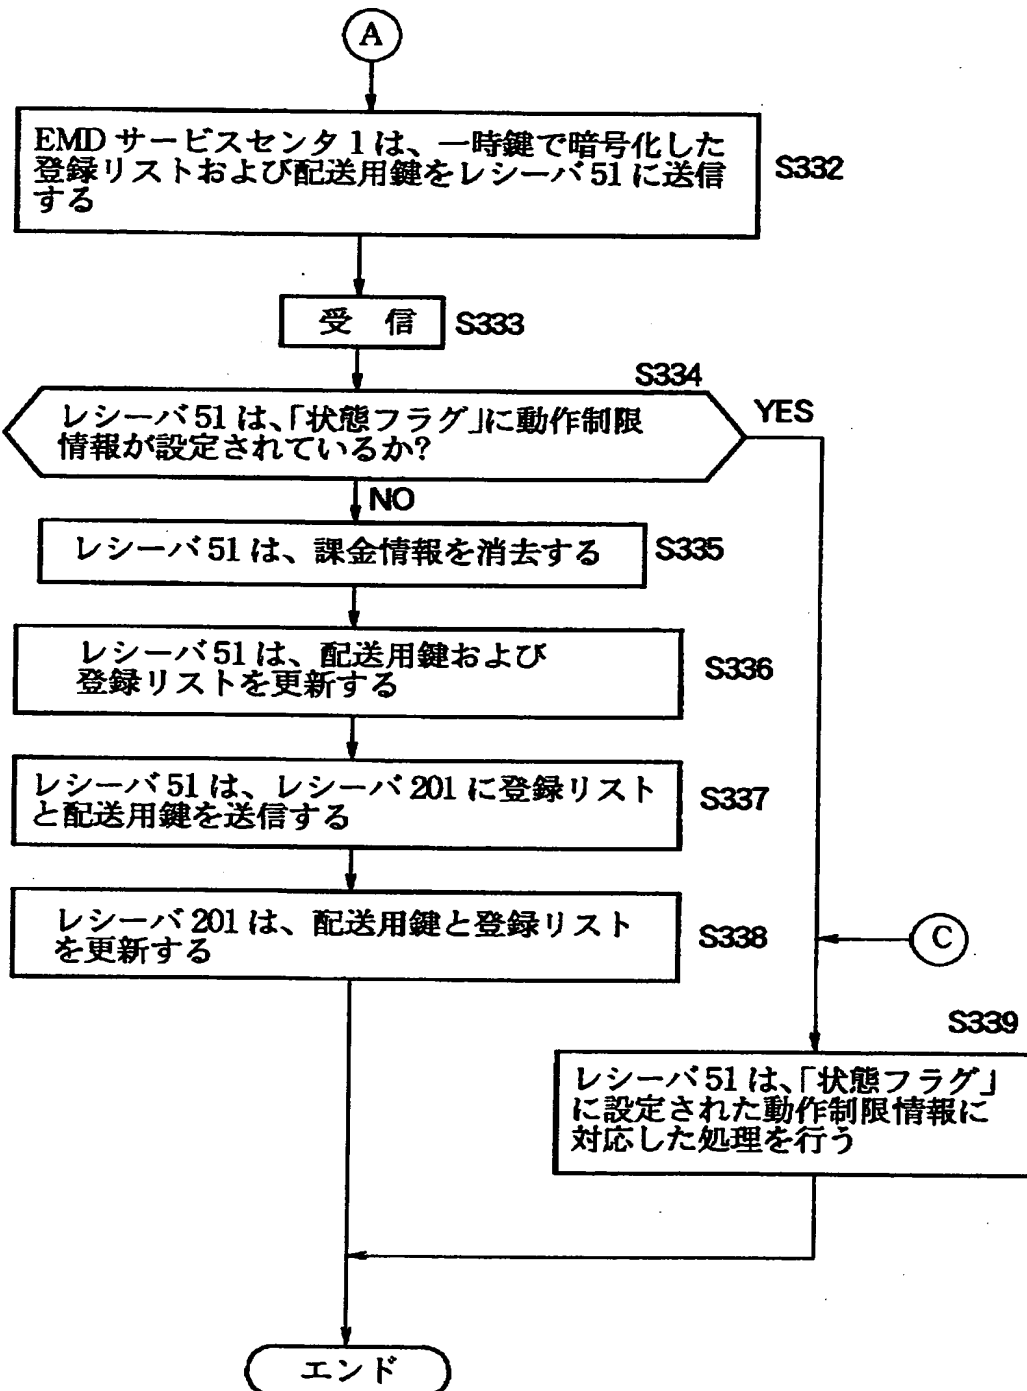 A
EMD サービスセンタ 1 は、一時鍵で暗号化した
登録リストおよび配送用鍵をレシーバ 51 に送信
する
S332
受 信
S333
S334
レシーバ 51 は、「状態フラグ」に動作制限
情報が設定されているか?
YES
NO
レシーバ 51 は、課金情報を消去する
S335
レシーバ 51 は、配送用鍵および
登録リストを更新する
S336
レシーバ 51 は、レシーバ 201 に登録リスト
と配送用鍵を送信する
S337
レシーバ 201 は、配送用鍵と登録リスト
を更新する
S338
C
S339
レシーバ 51 は、「状態フラグ」
に設定された動作制限情報に
対応した処理を行う
エンド